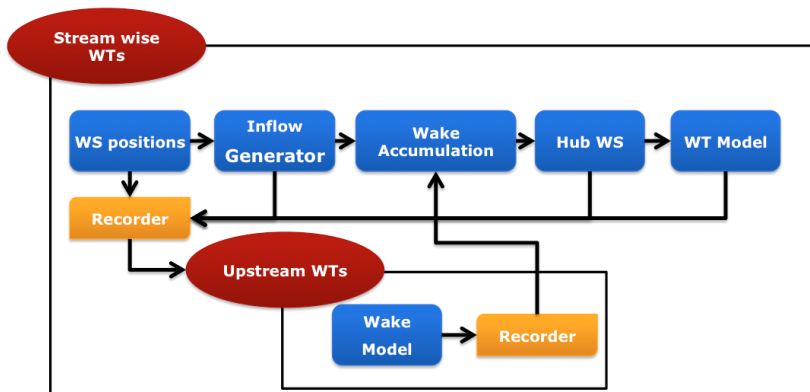 Stream wise
WTs
WS positions
Inflow
Generator
Wake
Accumulation
Hub WS
WT Model
Recorder
Upstream WTs
Wake
Model
Recorder